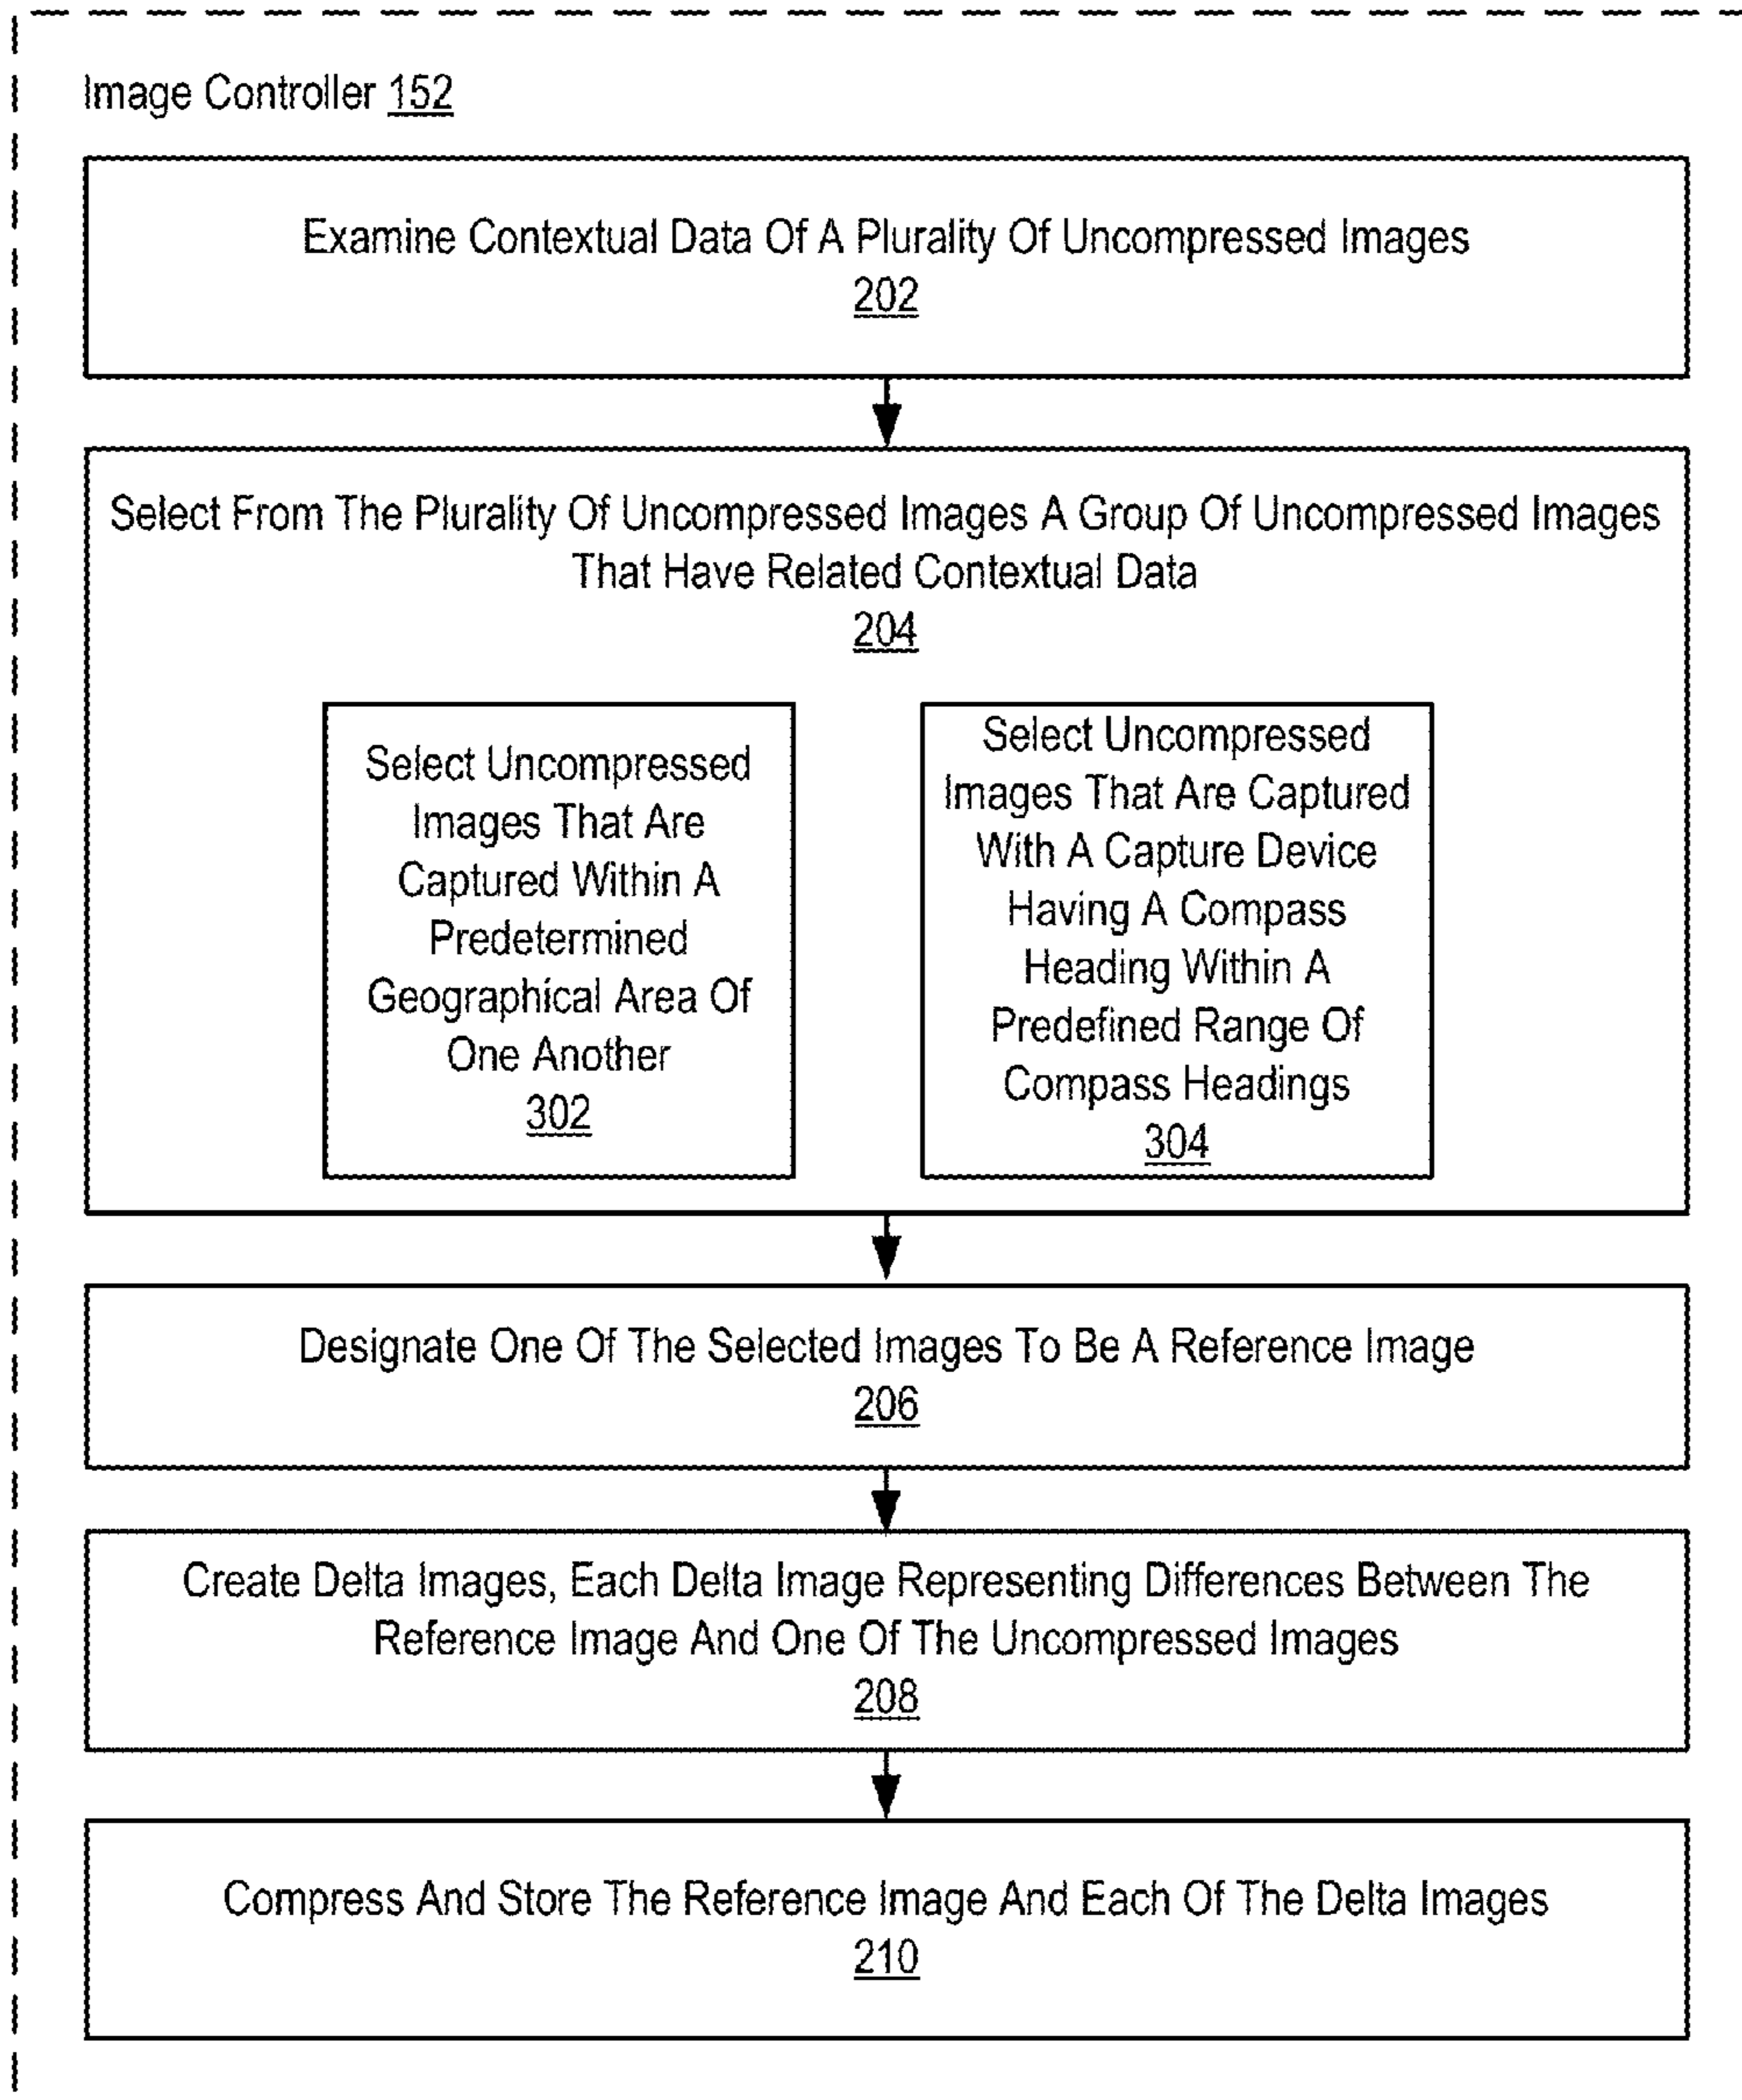 Image Controller 152
Examine Contextual Data Of A Plurality Of Uncompressed Images
202
Select From The Plurality Of Uncompressed Images A Group Of Uncompressed Images
That Have Related Contextual Data
204
Select Uncompressed
Images That Are
Captured Within A
Predetermined
Geographical Area Of
One Another
302
Select Uncompressed
Images That Are Captured
With A Capture Device
Having A Compass
Heading Within A
Predefined Range Of
Compass Headings
304
Designate One Of The Selected Images To Be A Reference Image
206
Create Delta Images, Each Delta Image Representing Differences Between The
Reference Image And One Of The Uncompressed Images
208
Compress And Store The Reference Image And Each Of The Delta Images
210